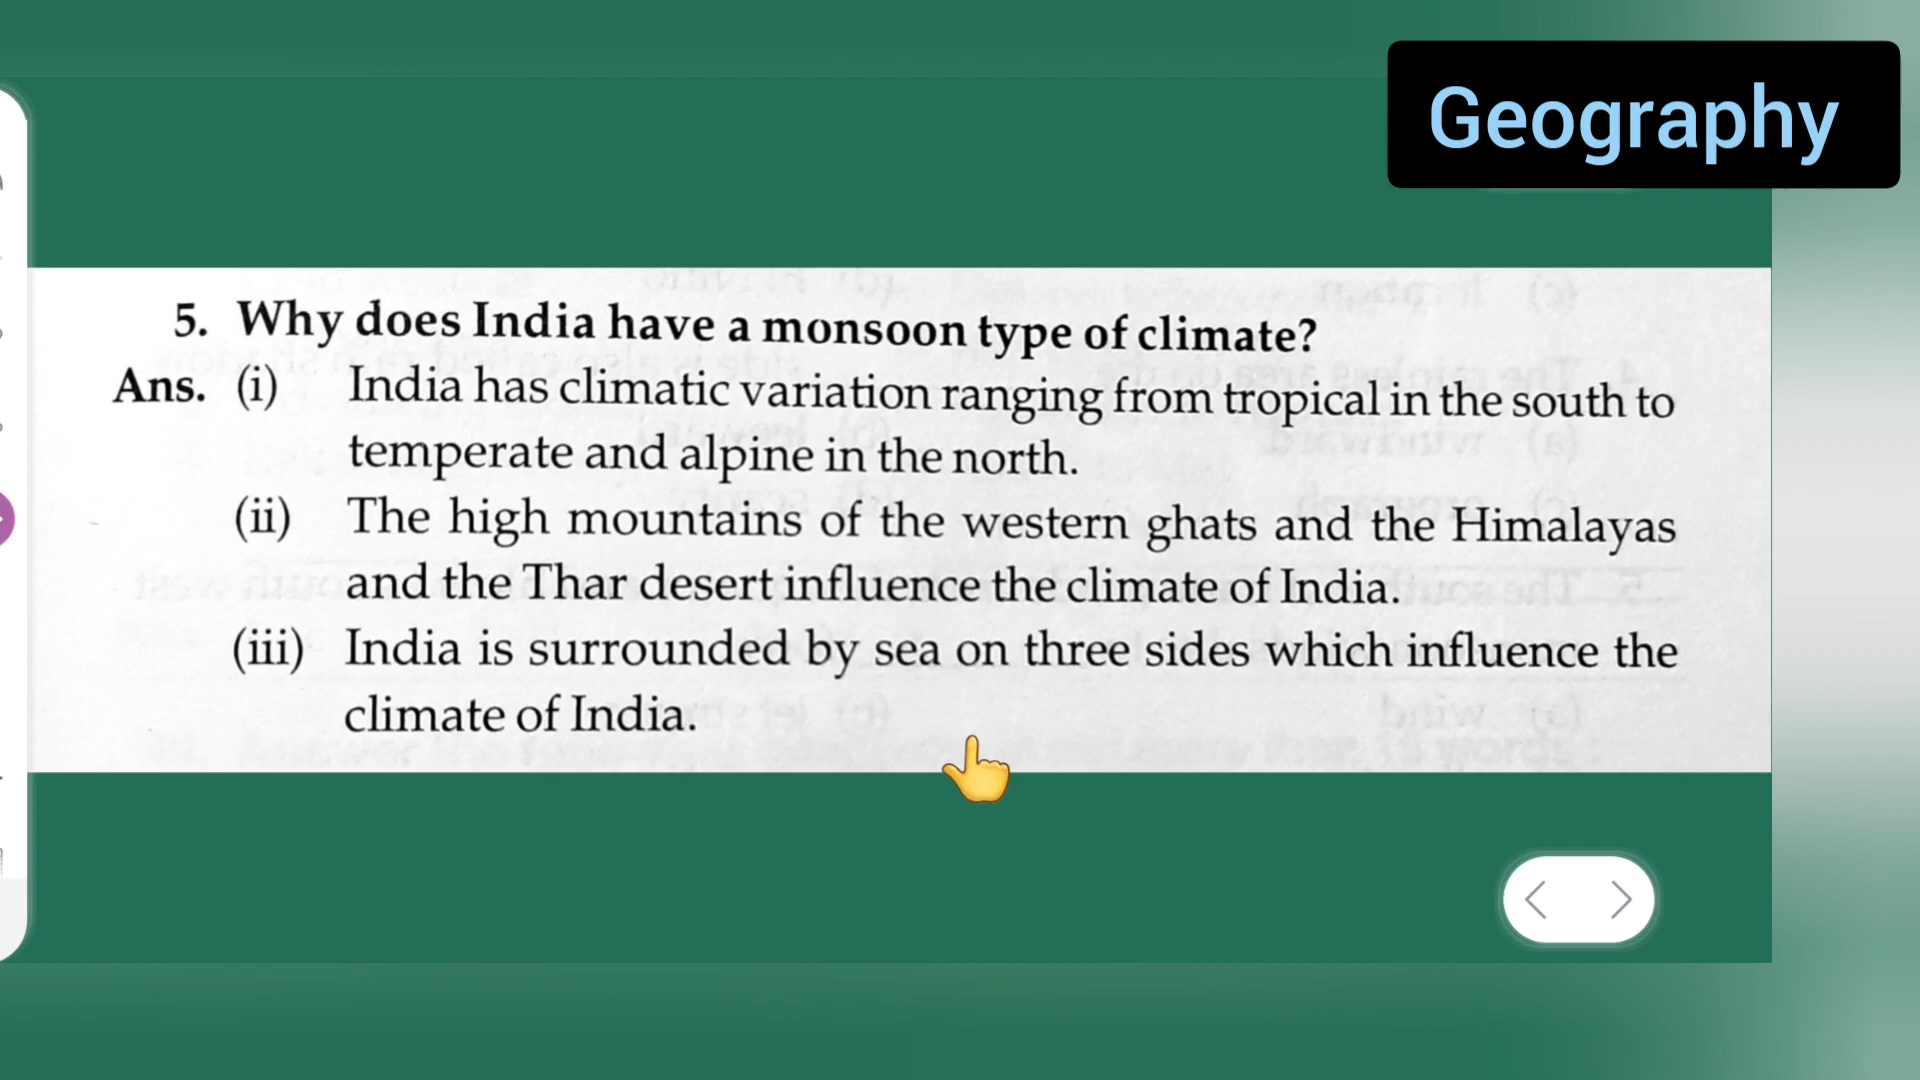 Geography
5. Why does India have a monsoon type of climate?
Ans. (i) India has climatic variation ranging from tropical in the south to
temperate and alpine in the north.
(ii) The high mountains of the western ghats and the Himalayas
and the Thar desert influence the climate of India.
(iii) India is surrounded by sea on three sides which influence the
climate of India.